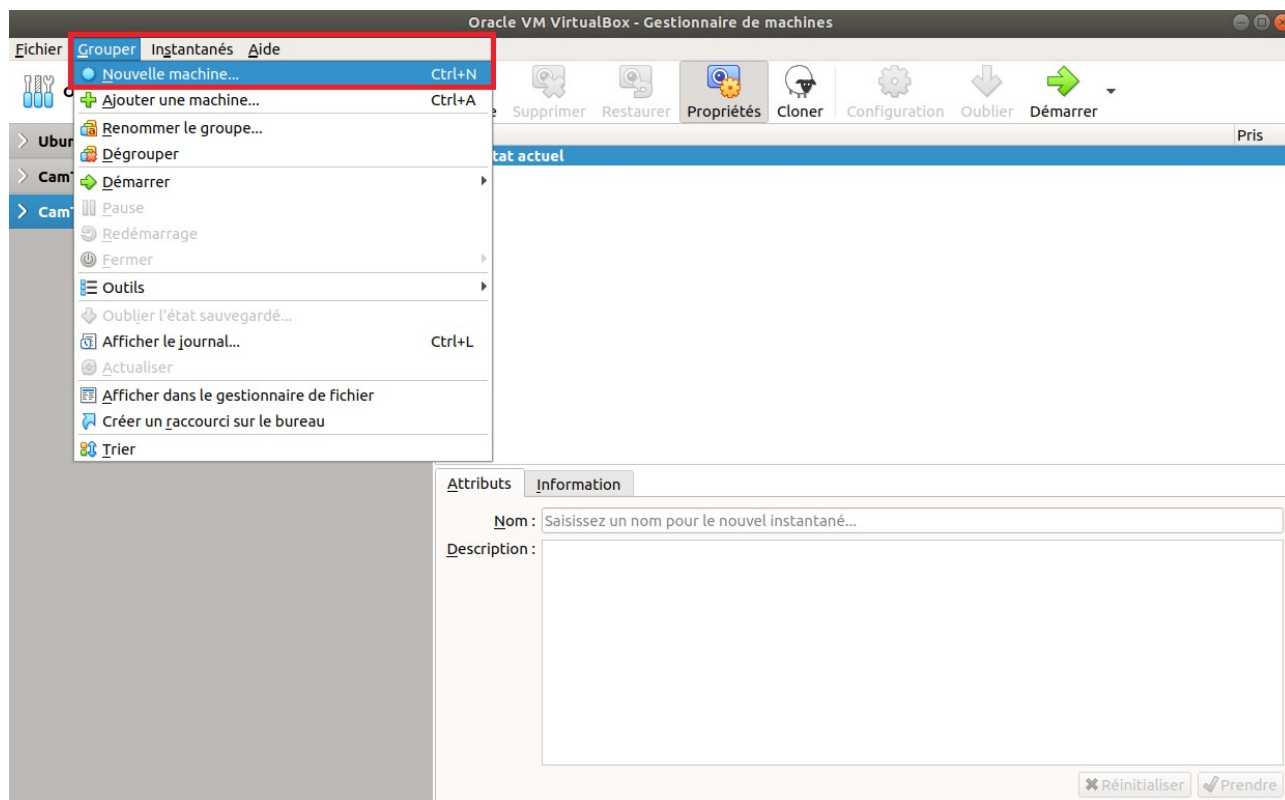 Oracle VM VirtualBox - Gestionnaire de machines
Fichier Grouper Instantanés Aide
Nouvelle machine... Ctrl+N
Ajouter une machine... Ctrl+A
Renommer le groupe...
Dégrouper
Démarrer
Pause
Redémarrage
Fermer
Outils
Oublier l'état sauvegardé...
Afficher le journal... Ctrl+L
Actualiser
Afficher dans le gestionnaire de fichier
Créer un raccourci sur le bureau
Trier
Supprimer Restaurer Propriétés Cloner Configuration Oublier Démarrer
Pris
tat actuel
Ubun
Cam
Cam
Attributs Information
Nom : Saisissez un nom pour le nouvel instantané...
Description :
Réinitialiser Prendre